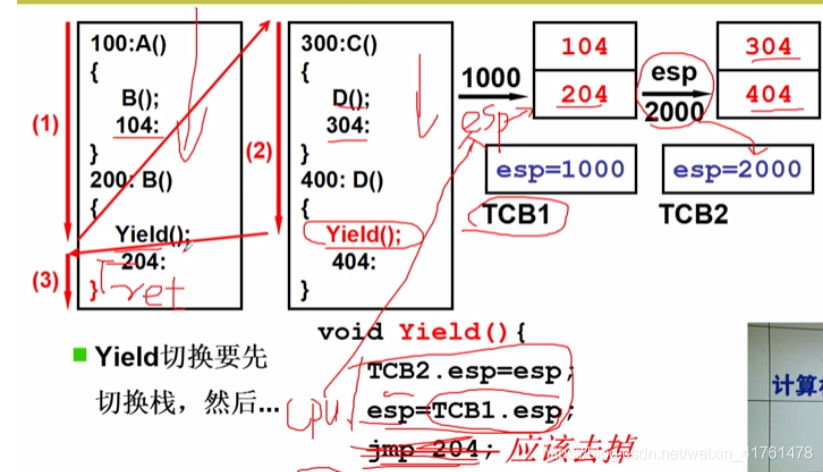 (1)
100:A()
{
B();
104:
}
200: B()
{
Yield();
204:
}
ret
(3)
(2)
300:C()
{
D();
304:
}
400: D()
{
Yield();
404:
}
1000
esp
104
204
esp=1000
TCB1
esp
2000
304
404
esp=2000
TCB2
Yield切换要先
切换栈，然后...
void Yield(){
TCB2.esp=esp;
esp=TCB1.esp;
jmp 204; 应该去掉
CPU
计算
dn.net/weixin_41761478